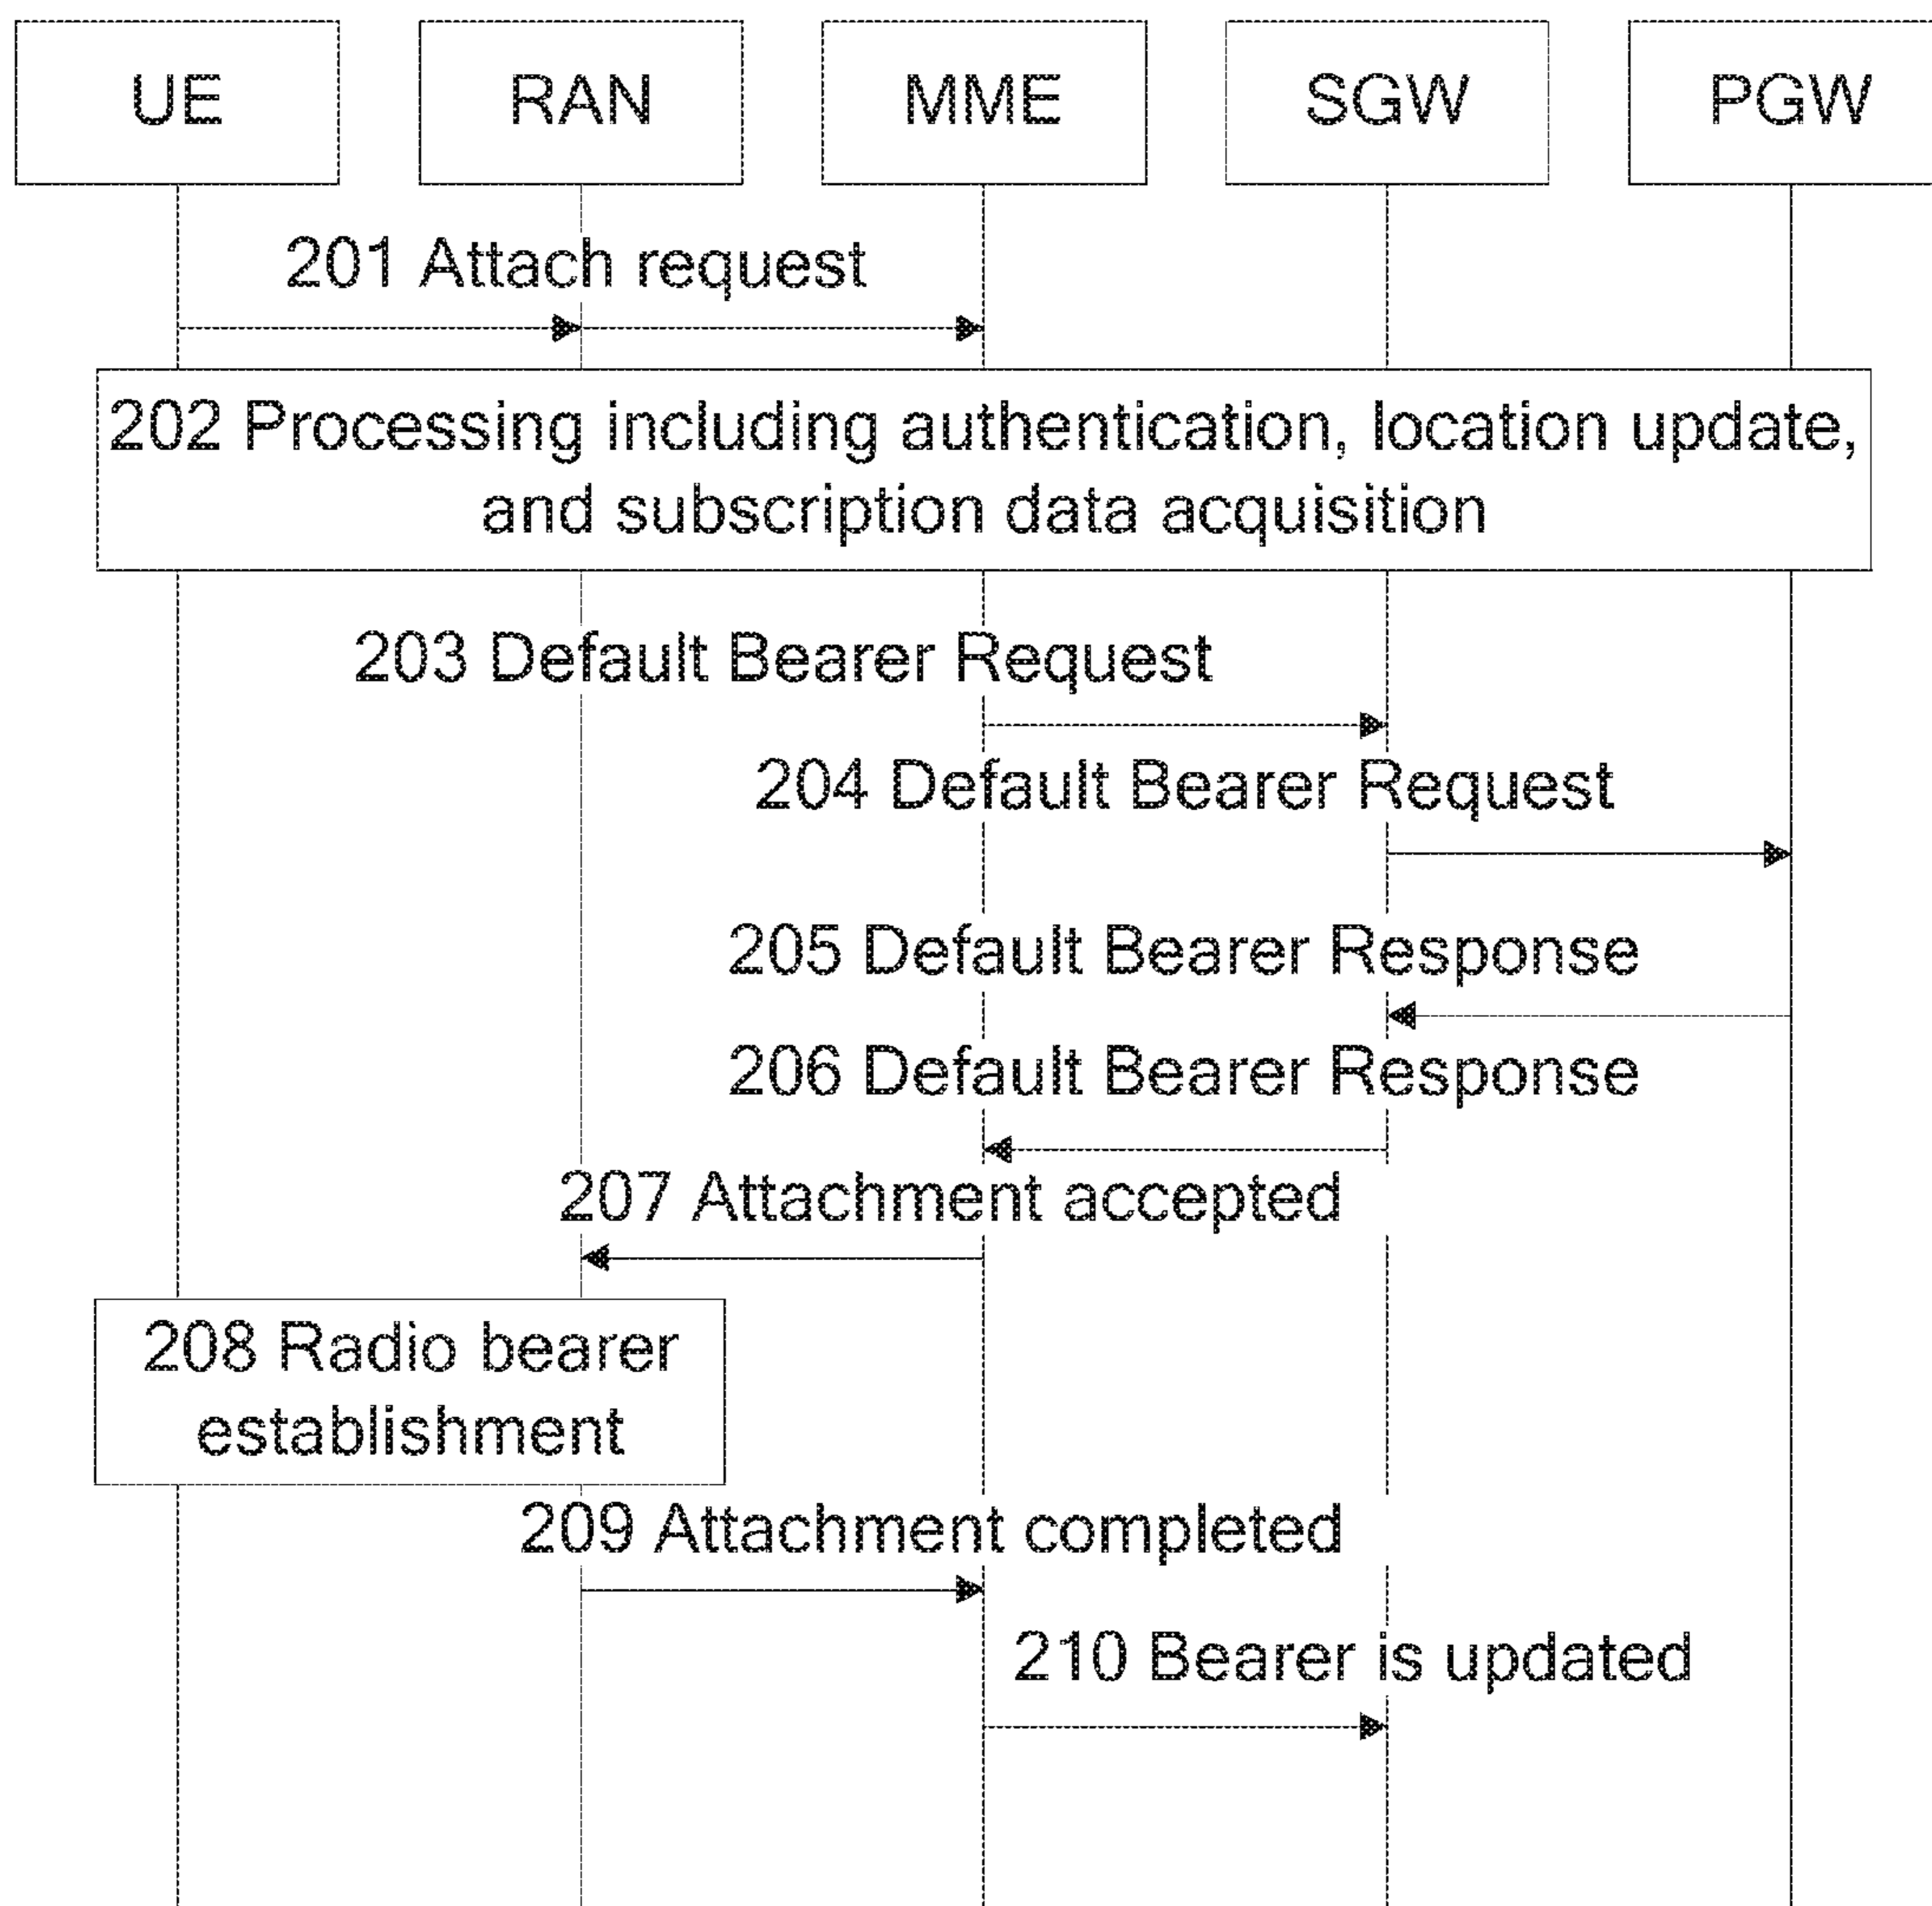 UE
RAN
MME
SGW
PGW
201 Attach request
202 Processing including authentication, location update,
and subscription data acquisition
203 Default Bearer Request
204 Default Bearer Request
205 Default Bearer Response
206 Default Bearer Response
207 Attachment accepted
208 Radio bearer
establishment
209 Attachment completed
210 Bearer is updated